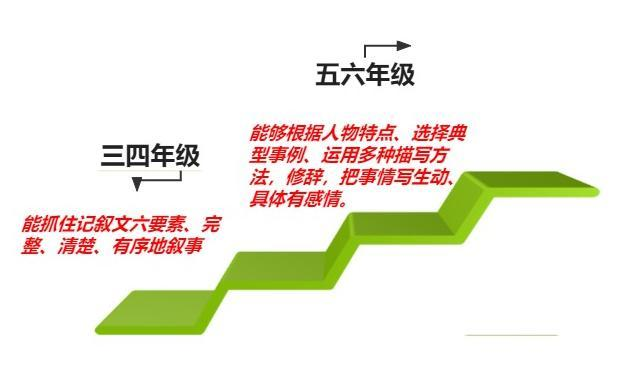 五六年级
能够根据人物特点、选择典
型事例、运用多种描写方
法，修辞，把事情写生动、
具体有感情。
三四年级
能抓住记叙文六要素、完
整、清楚、有序地叙事